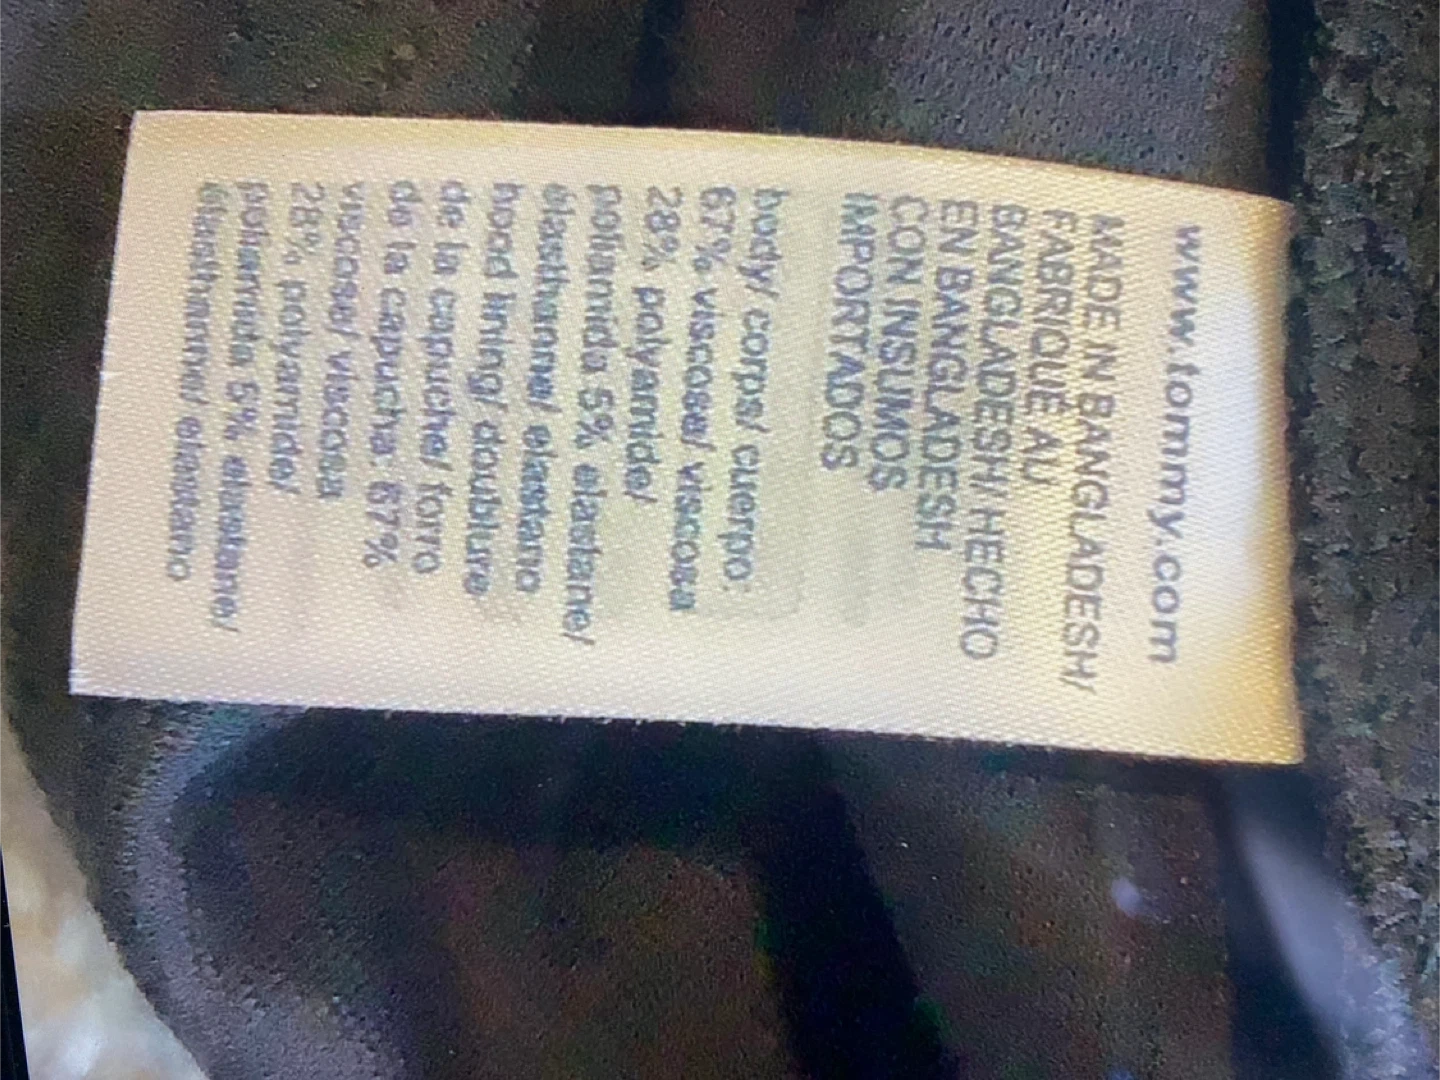 www.tommy.com
MADE IN BANGLADESH/
FABRIQUÉ AU
BANGLADESH/ HECHO
EN BANGLADESH
CON INSUMOS
IMPORTADOS
body/ corps/ cuerpo:
67% viscose/ viscosa
28% polyamide/
poliamida 5% elastane/
élasthanne/ elastano
hood lining/ doublure
de la capuche/ forro
de la capucha: 67%
viscose/ viscosa
28% polyamide/
poliamida 5% elastane/
élasthanne/ elastano